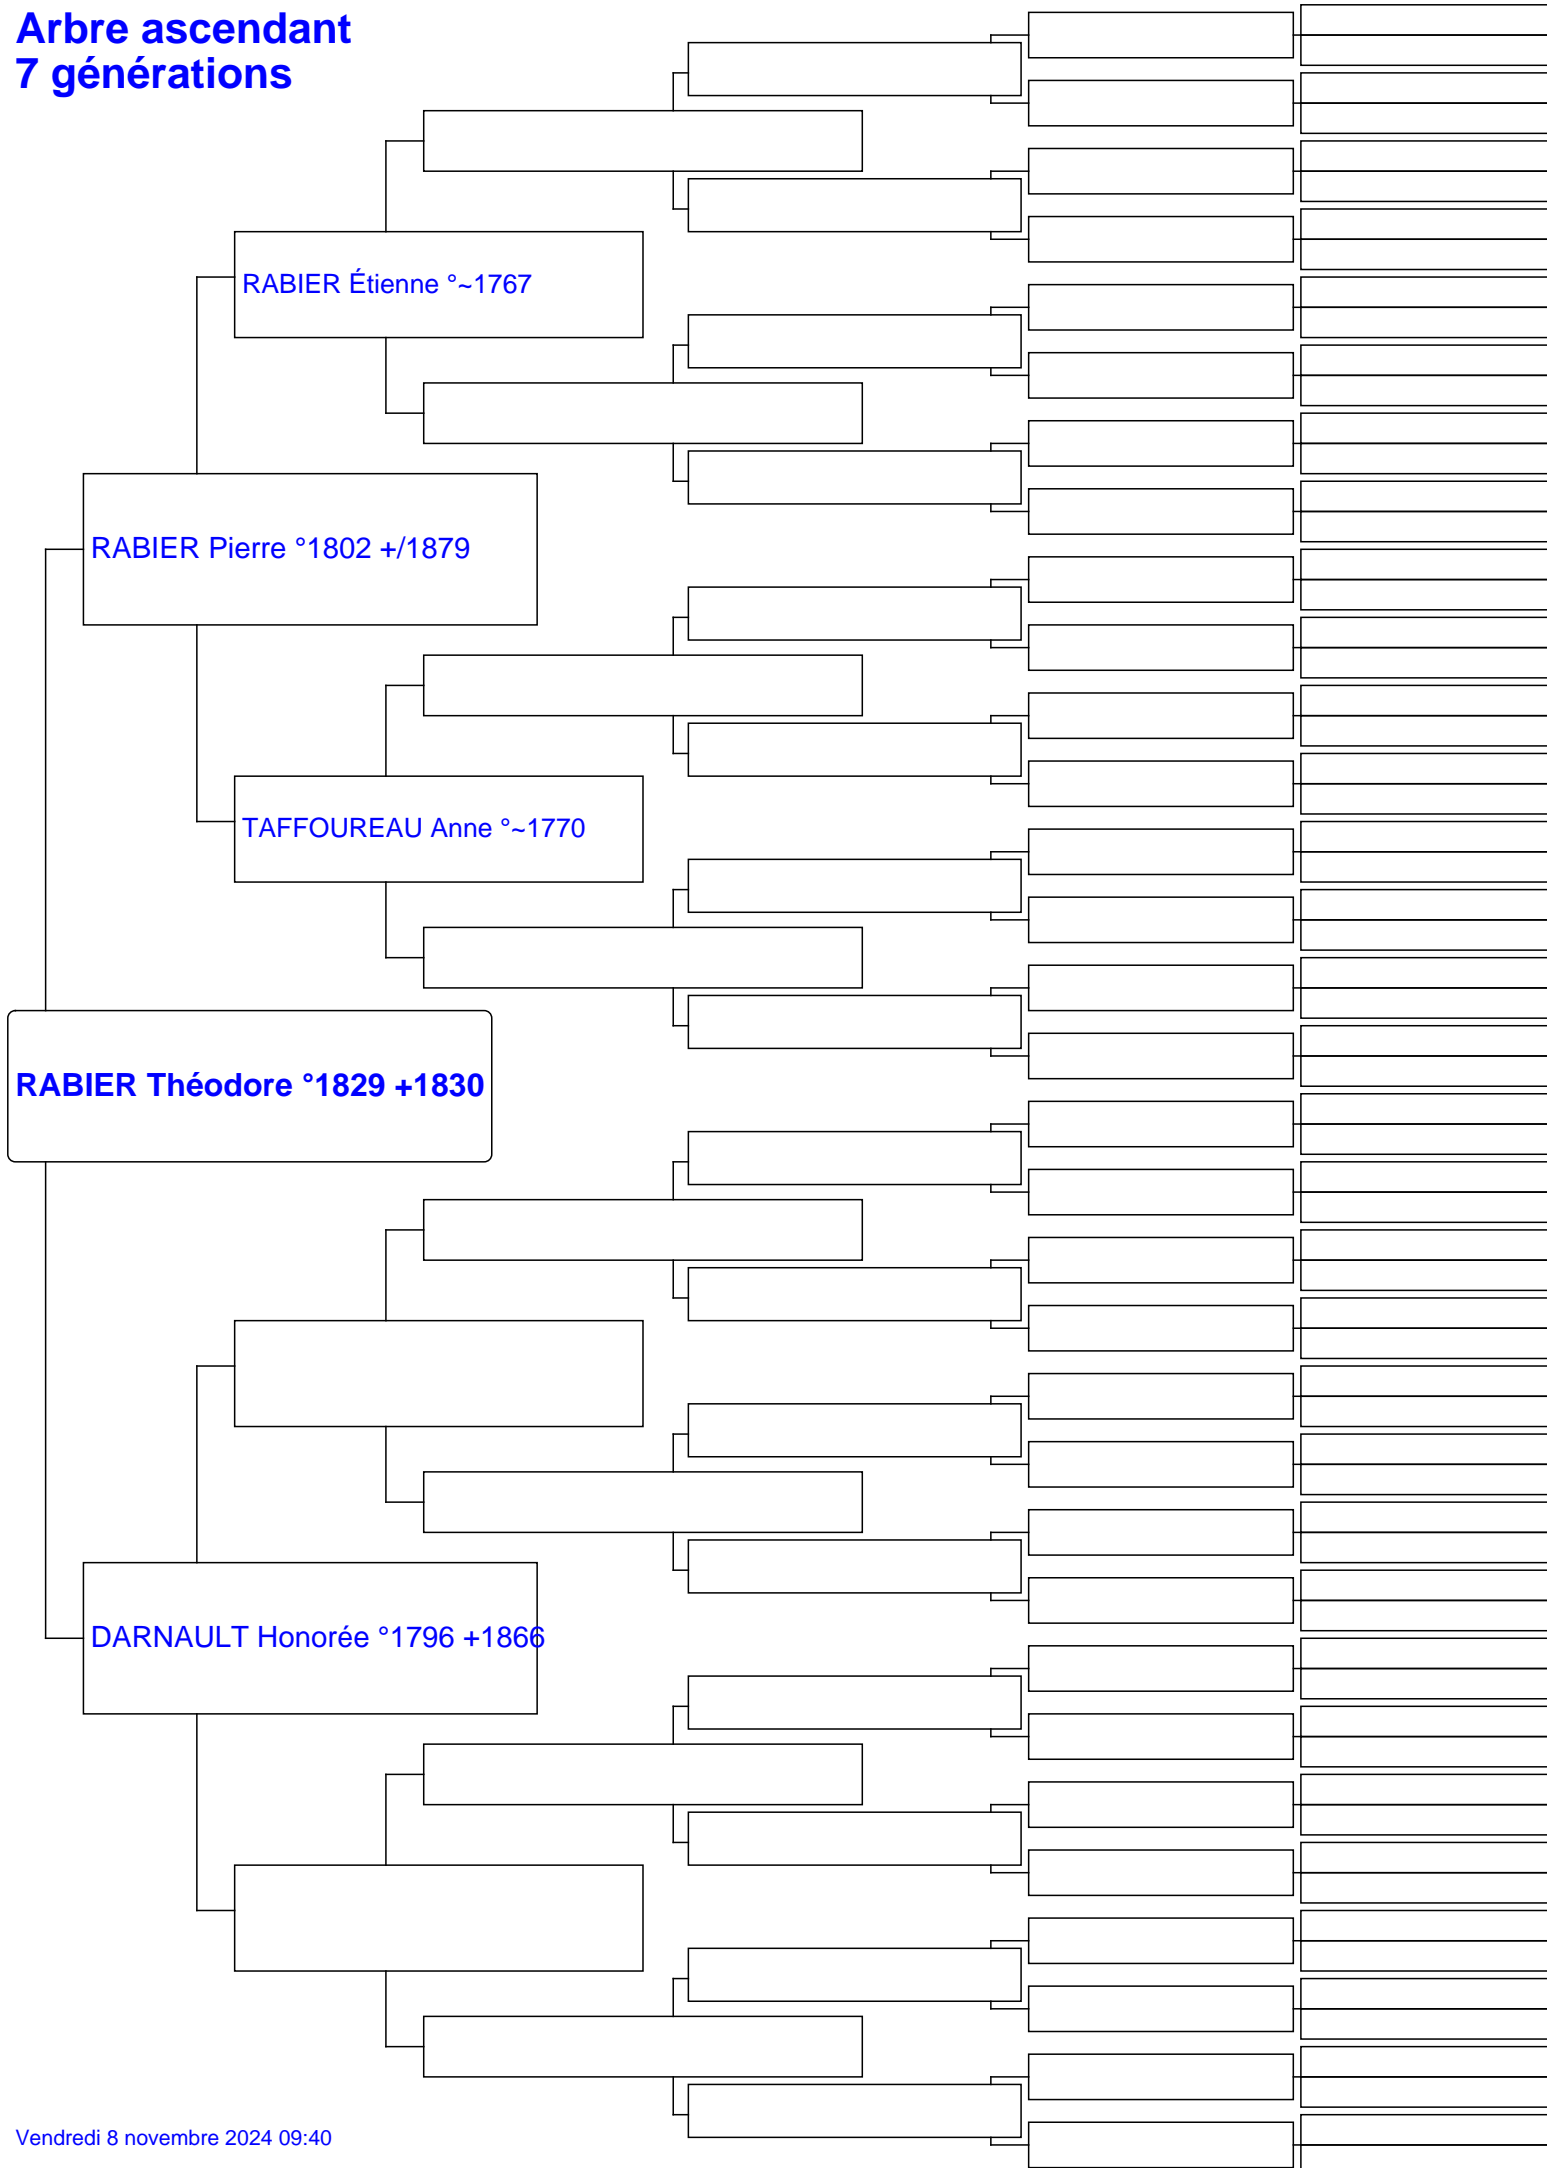 Arbre ascendant
7 générations
RABIER Étienne °~1767
RABIER Pierre °1802 +/1879
TAFFOUREAU Anne °~1770
RABIER Théodore °1829 +1830
DARNAULT Honorée °1796 +1866
Vendredi 8 novembre 2024 09:40